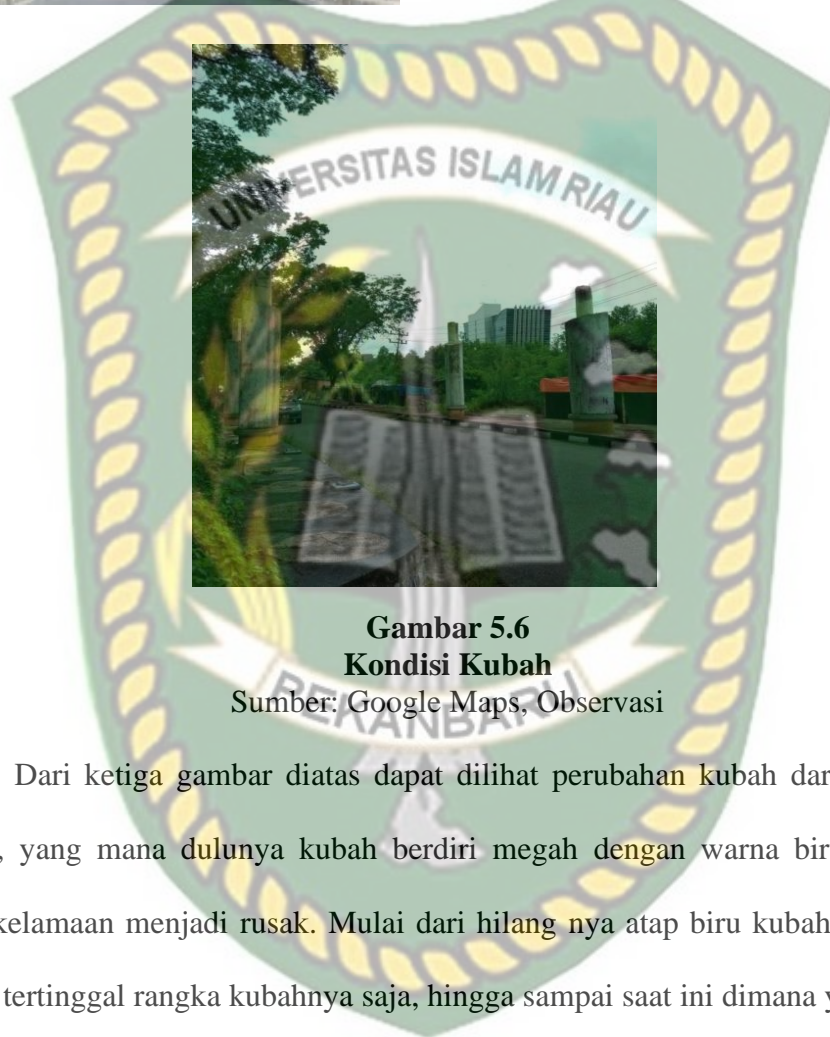 UNIVERSITAS ISLAM RIAU
Gambar 5.6
Kondisi Kubah
Sumber: Google Maps, Observasi
PEKANBARU
Dari ketiga gambar diatas dapat dilihat perubahan kubah dar
, yang mana dulunya kubah berdiri megah dengan warna bir
kelamaan menjadi rusak. Mulai dari hilang nya atap biru kubah
tertinggal rangka kubahnya saja, hingga sampai saat ini dimana y